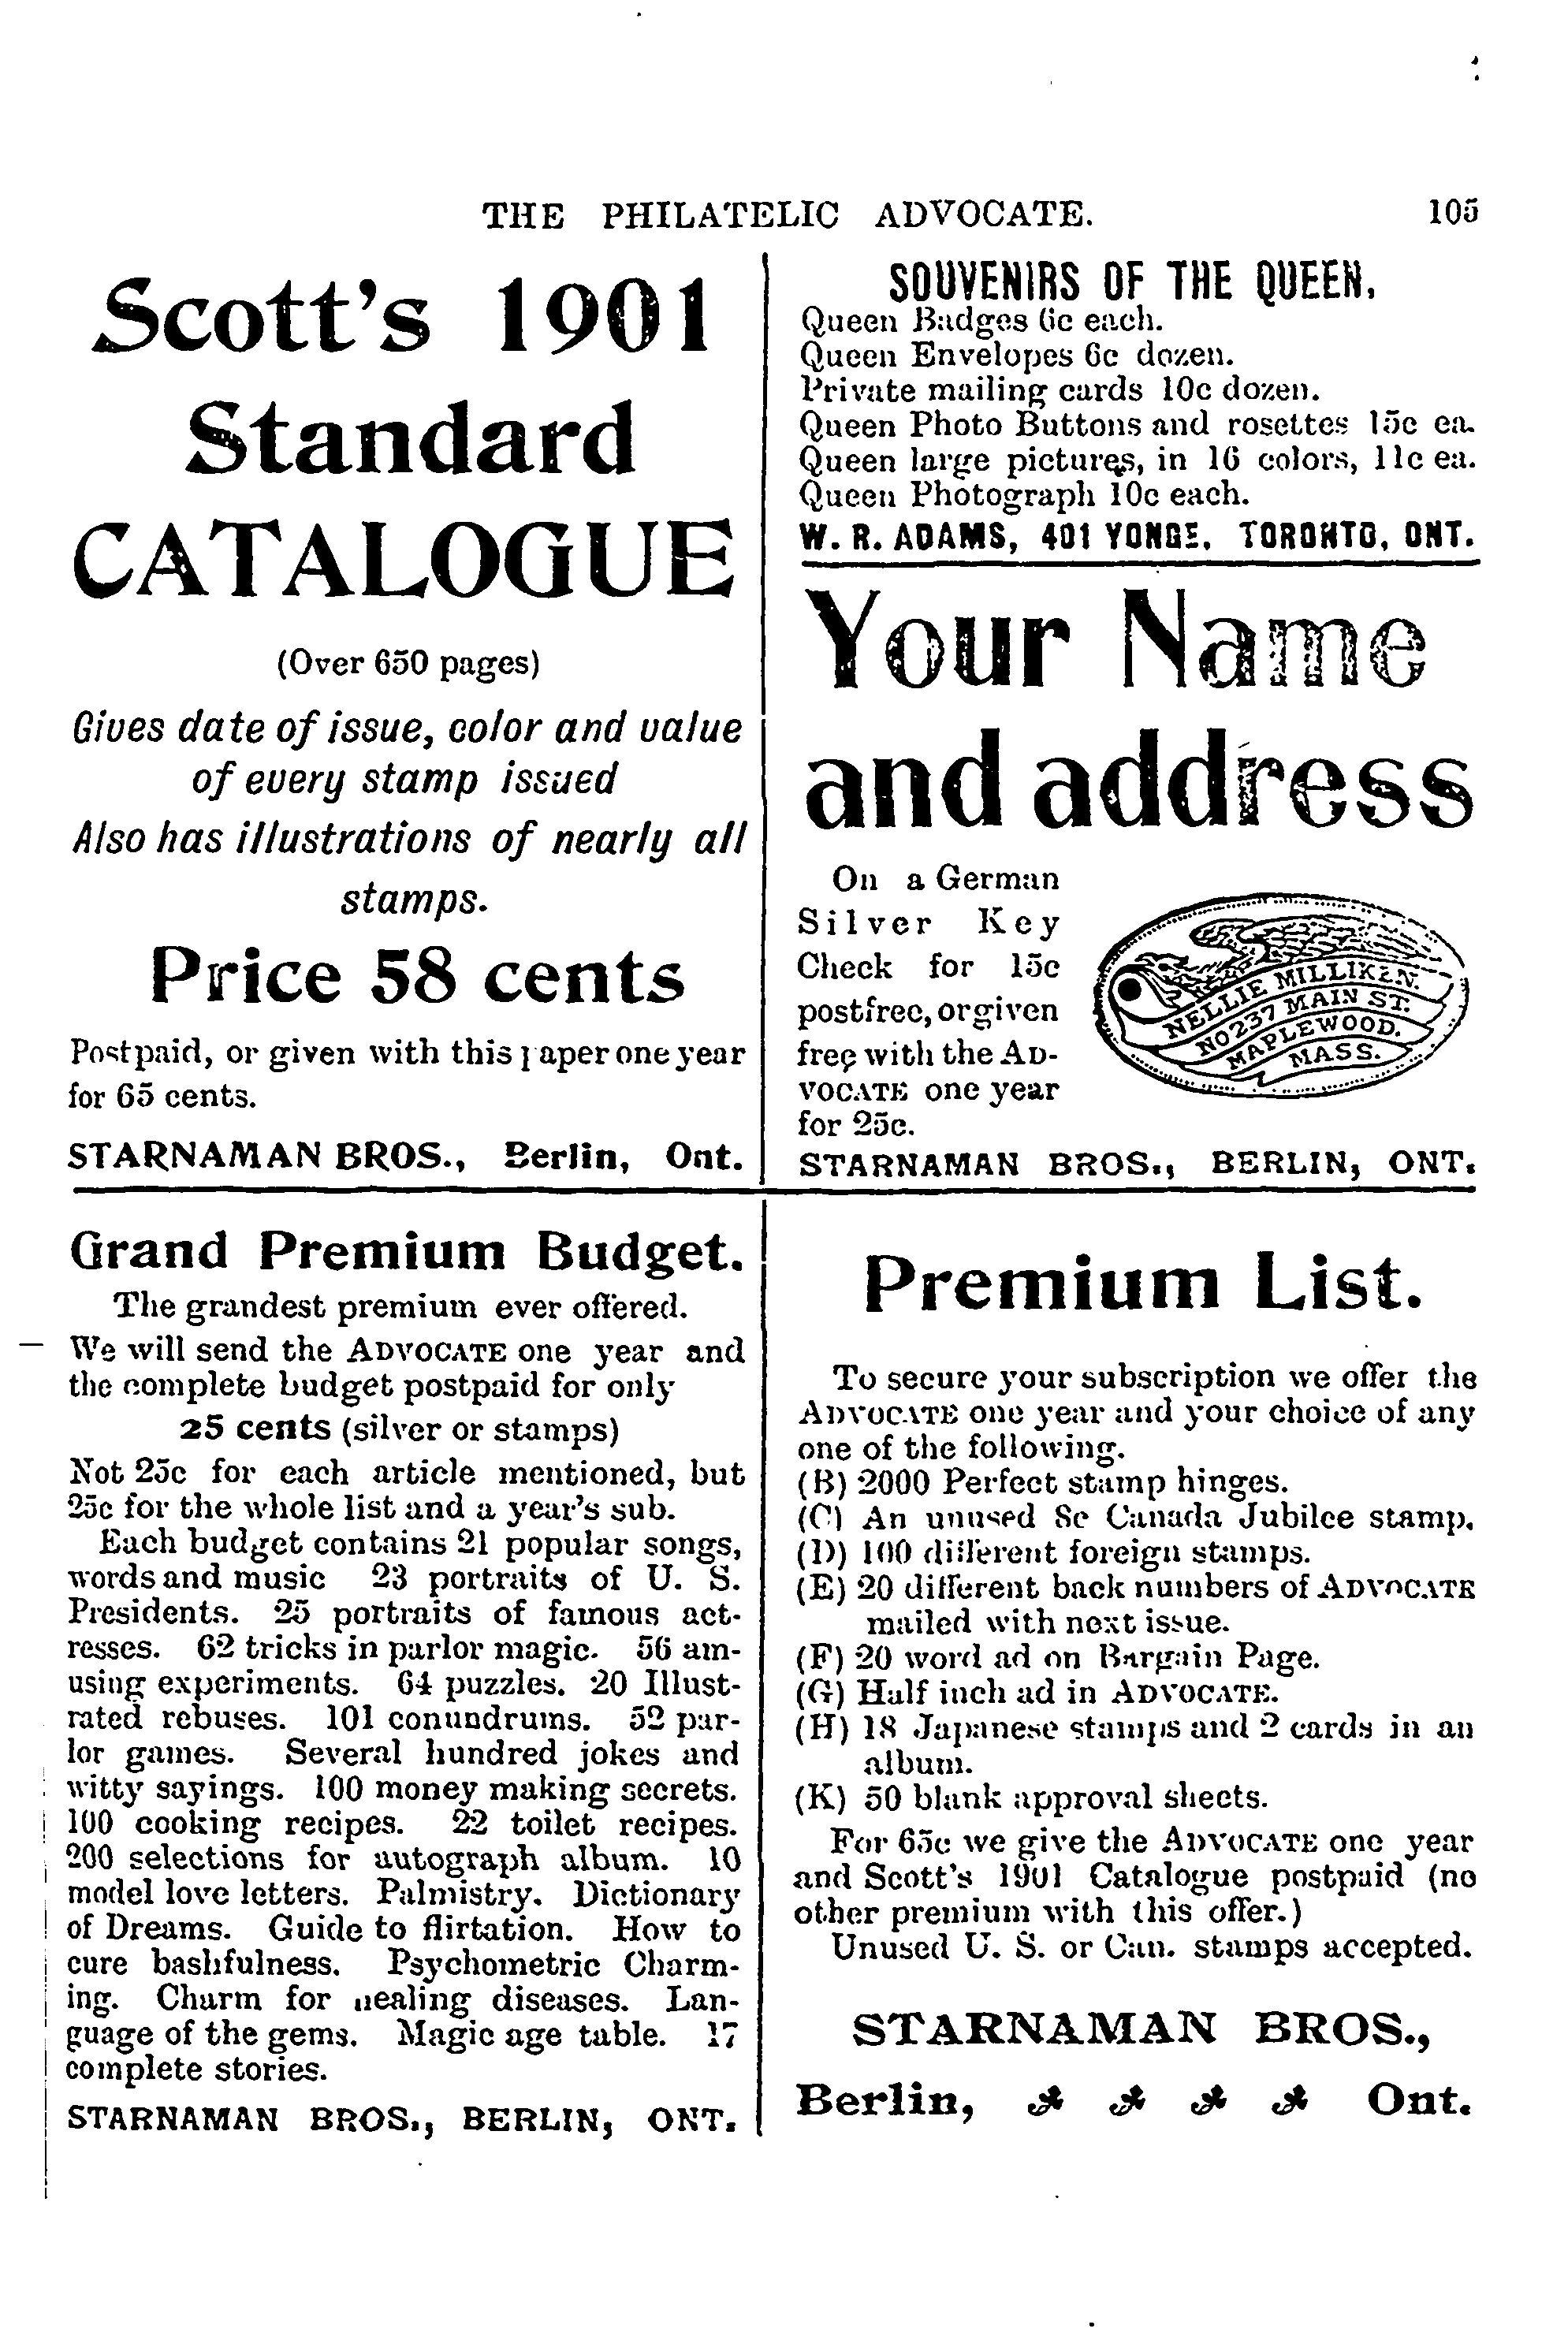 THE PHILATELIC ADVOCATE. 105
Scott's 1901
Standard
CATALOGUE
(Over 650 pages)
Gives date of issue, color and value
of every stamp issued
Also has illustrations of nearly all
stamps.
Price 58 cents
Postpaid, or given with this paper one year
for 65 cents.
STARNAMAN BROS., Berlin, Ont.
SOUVENIRS OF THE QUEEN.
Queen Badges 6c each.
Queen Envelopes 6c dozen.
Private mailing cards 10c dozen.
Queen Photo Buttons and rosettes 15c ea.
Queen large pictures, in 16 colors, 11c ea.
Queen Photograph 10c each.
W. R. ADAMS, 401 YONGE, TORONTO, ONT.
Your Name
and address
On a German
Silver Key
Check for 15c
postfree, or given
free with the AD-
VOCATE one year
for 25c.
NELLIE MILLIKEN.
NO 237 MAIN ST.
MAPLEWOOD.
MASS.
STARNAMAN BROS., BERLIN, ONT.
Grand Premium Budget.
The grandest premium ever offered.
We will send the ADVOCATE one year and
the complete budget postpaid for only
25 cents (silver or stamps)
Not 25c for each article mentioned, but
25c for the whole list and a year's sub.
Each budget contains 21 popular songs,
words and music 23 portraits of U. S.
Presidents. 25 portraits of famous act-
resses. 62 tricks in parlor magic. 56 am-
using experiments. 64 puzzles. 20 Illust-
rated rebuses. 101 conundrums. 52 par-
lor games. Several hundred jokes and
witty sayings. 100 money making secrets.
100 cooking recipes. 22 toilet recipes.
200 selections for autograph album. 10
model love letters. Palmistry. Dictionary
of Dreams. Guide to flirtation. How to
cure bashfulness. Psychometric Charm-
ing. Charm for healing diseases. Lan-
guage of the gems. Magic age table. 17
complete stories.
STARNAMAN BROS., BERLIN, ONT.
Premium List.
To secure your subscription we offer the
ADVOCATE one year and your choice of any
one of the following.
(B) 2000 Perfect stamp hinges.
(C) An unused 8c Canada Jubilee stamp.
(D) 100 different foreign stamps.
(E) 20 different back numbers of ADVOCATE
mailed with next issue.
(F) 20 word ad on Bargain Page.
(G) Half inch ad in ADVOCATE.
(H) 18 Japanese stamps and 2 cards in an
album.
(K) 50 blank approval sheets.
For 65c we give the ADVOCATE one year
and Scott's 1901 Catalogue postpaid (no
other premium with this offer.)
Unused U. S. or Can. stamps accepted.
STARNAMAN BROS.,
Berlin, Ont.